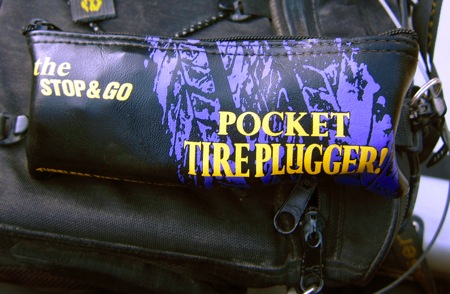 the
STOP & GO
POCKET
TIRE PLUGGER!